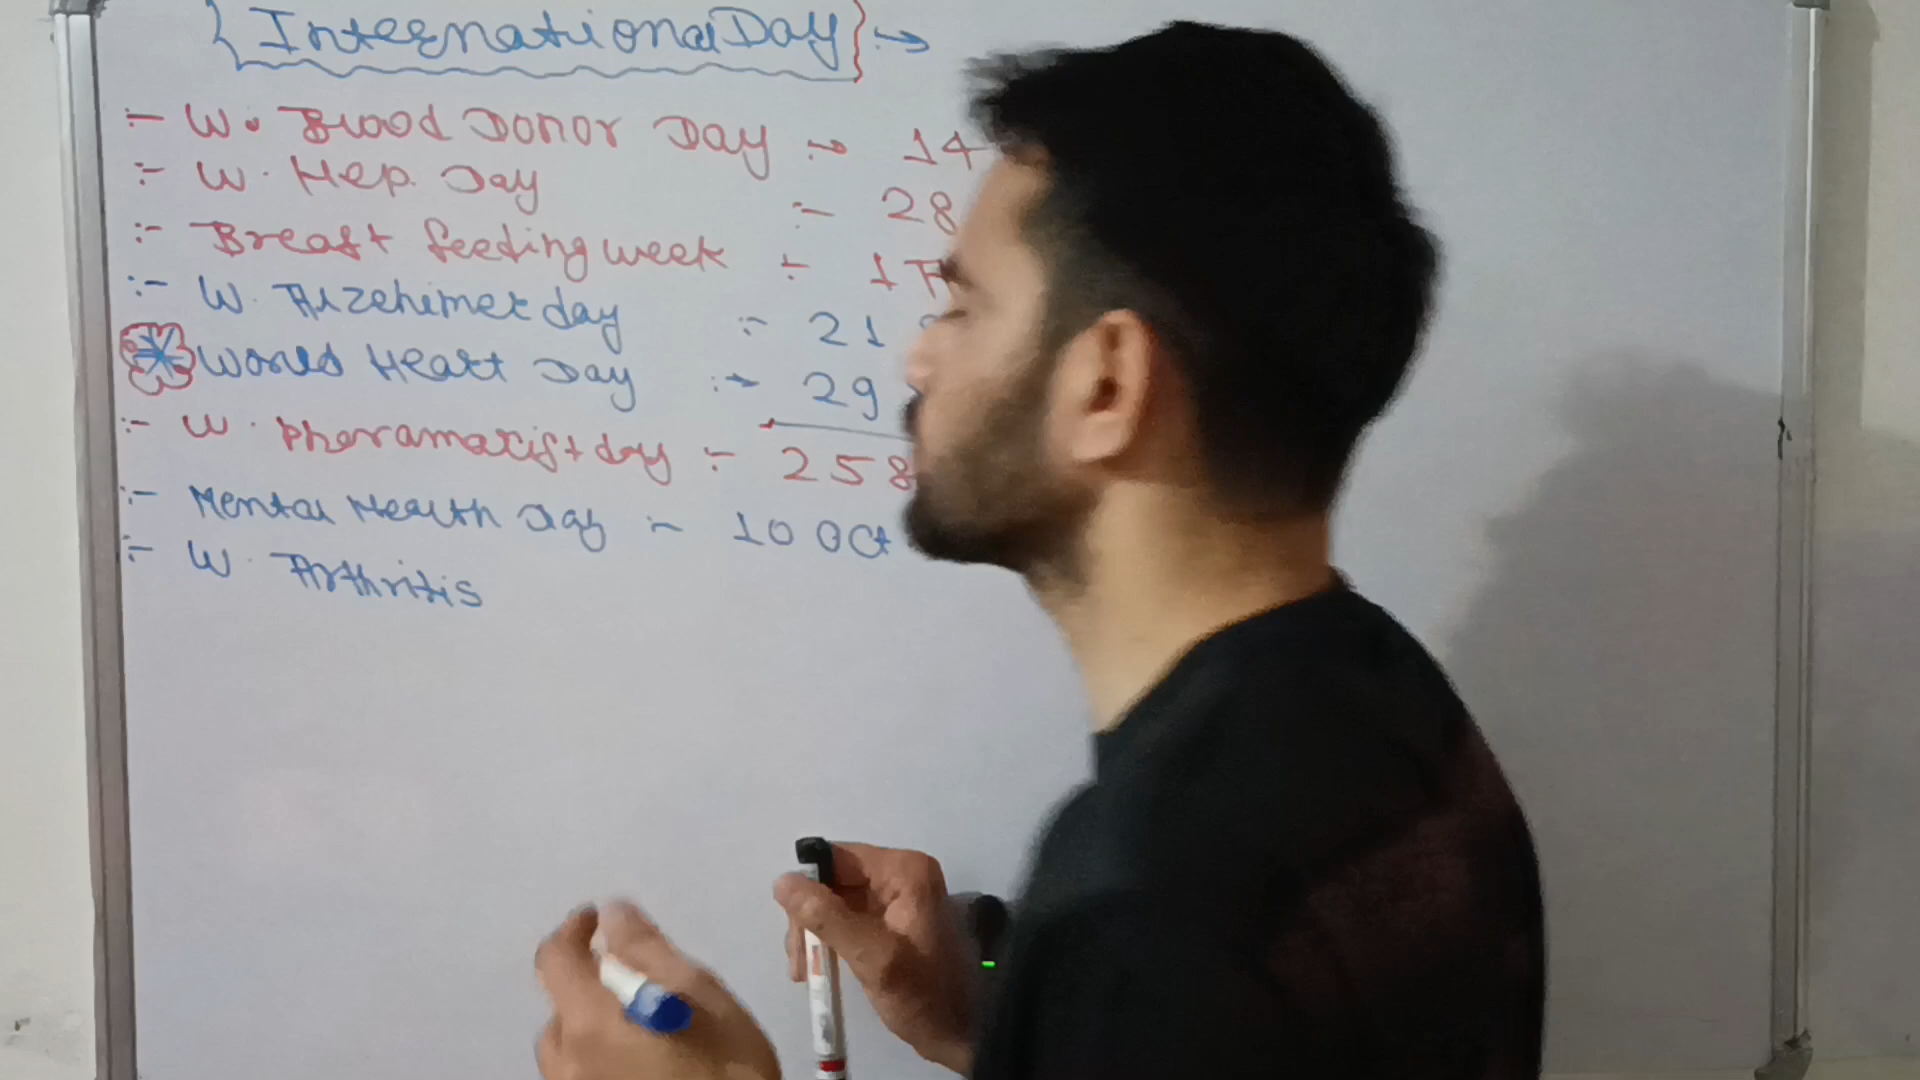 {International Day} →
:- W. Blood Donor Day :→ 14
:- W. Hep. Day :- 28
:- Breast feeding week :- 1
:- W. Alzehimer day :- 21
World Heart Day :→ 29
:- W. Pharamacist day :- 25
:- Mental Health Day :- 10 Oct
:- W. Arthritis